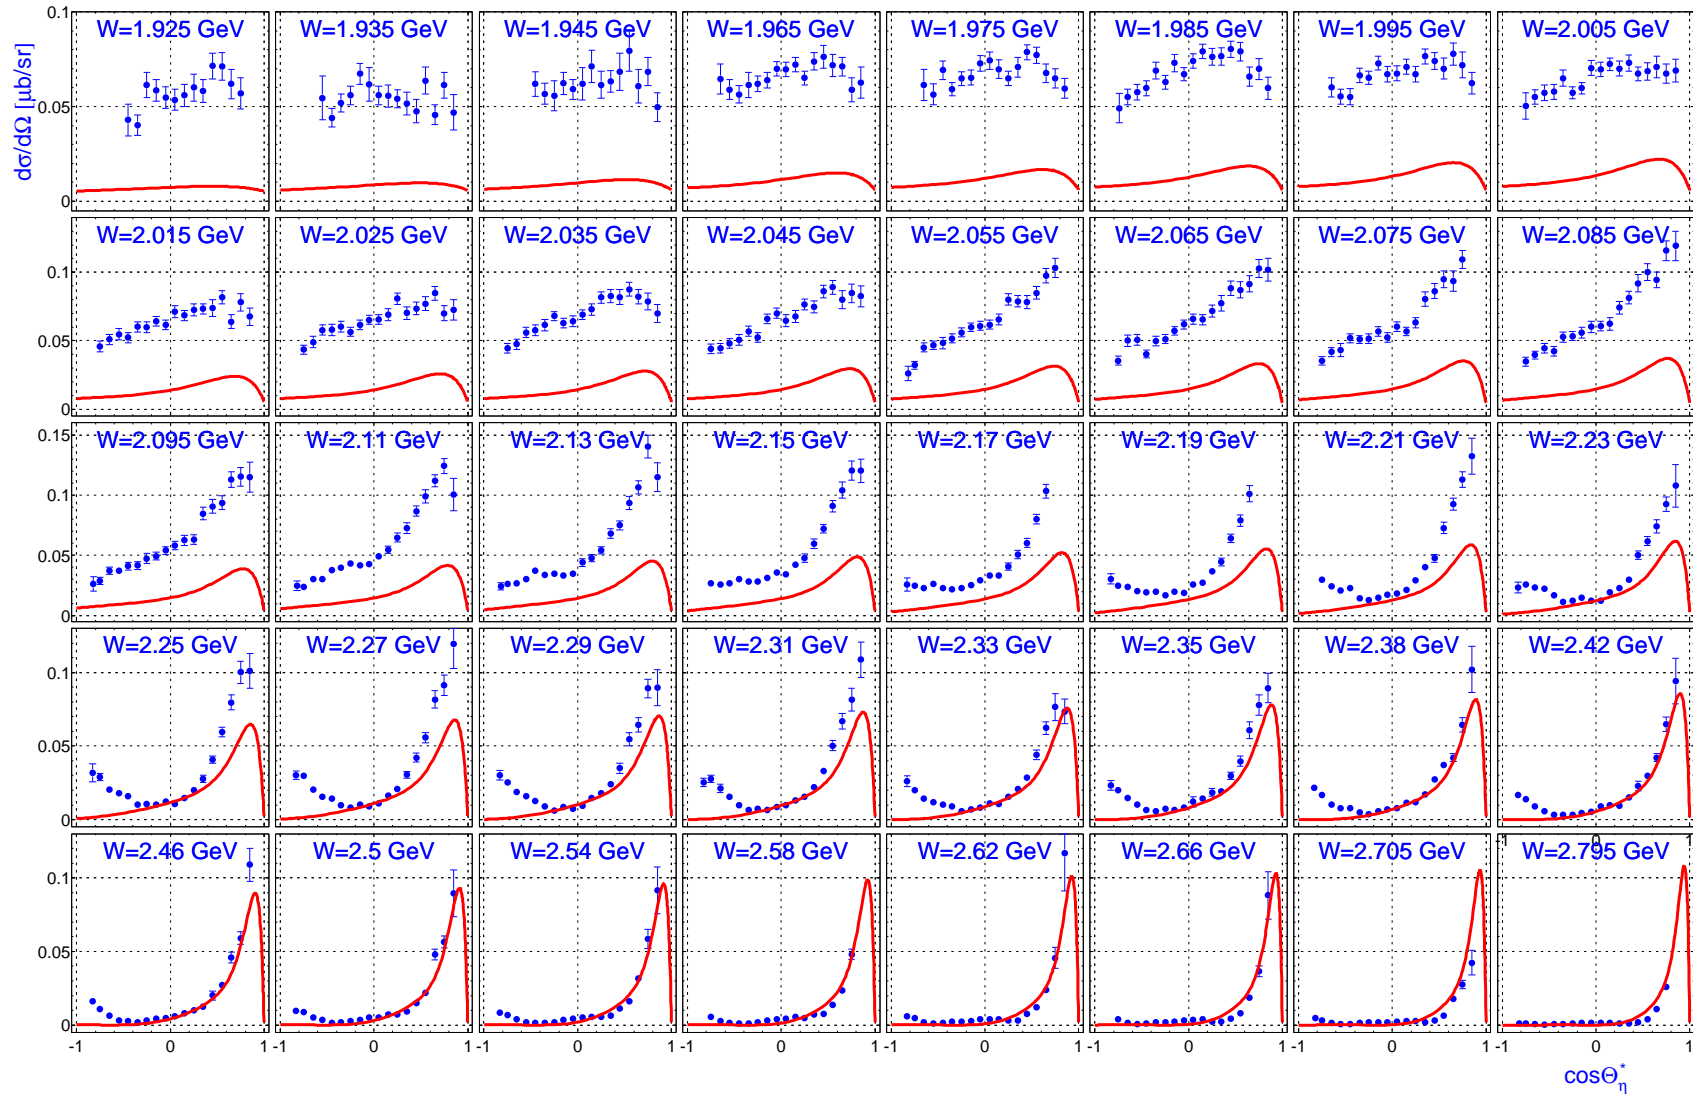 dσ/dΩ [μb/sr]
0.1
0.05
0
W=1.925 GeV
W=1.935 GeV
W=1.945 GeV
W=1.965 GeV
W=1.975 GeV
W=1.985 GeV
W=1.995 GeV
W=2.005 GeV
0.1
0.05
0
W=2.015 GeV
W=2.025 GeV
W=2.035 GeV
W=2.045 GeV
W=2.055 GeV
W=2.065 GeV
W=2.075 GeV
W=2.085 GeV
0.15
0.1
0.05
0
W=2.095 GeV
W=2.11 GeV
W=2.13 GeV
W=2.15 GeV
W=2.17 GeV
W=2.19 GeV
W=2.21 GeV
W=2.23 GeV
0.1
0.05
0
W=2.25 GeV
W=2.27 GeV
W=2.29 GeV
W=2.31 GeV
W=2.33 GeV
W=2.35 GeV
W=2.38 GeV
W=2.42 GeV
0.1
0.05
0
W=2.46 GeV
W=2.5 GeV
W=2.54 GeV
W=2.58 GeV
W=2.62 GeV
W=2.66 GeV
W=2.705 GeV
-1 0 1
W=2.795 GeV
-1 0 1
-1 0 1
-1 0 1
-1 0 1
-1 0 1
-1 0 1
-1 0 1
-1 0 1
cosΘ*η